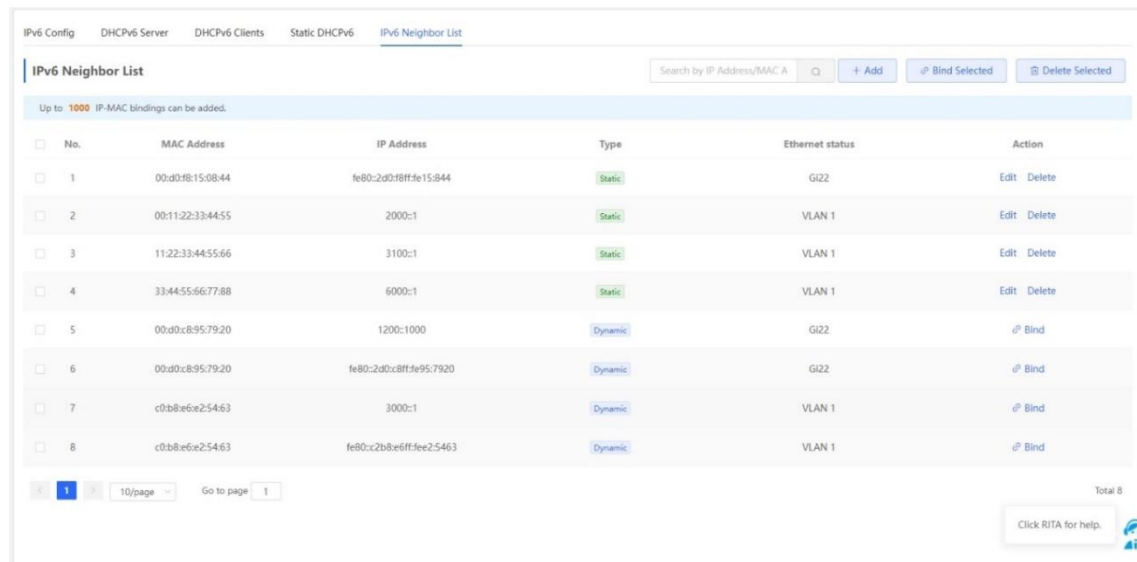 IPv6 Config DHCPv6 Server DHCPv6 Clients Static DHCPv6 IPv6 Neighbor List
IPv6 Neighbor List Search by IP Address/MAC A + Add Bind Selected Delete Selected
Up to 1000 IP-MAC bindings can be added.
No. MAC Address IP Address Type Ethernet status Action
1 00:d0:f8:15:08:44 fe80::2d0:f8ff:fe15:844 Static Gi22 Edit Delete
2 00:11:22:33:44:55 2000::1 Static VLAN 1 Edit Delete
3 11:22:33:44:55:66 3100::1 Static VLAN 1 Edit Delete
4 33:44:55:66:77:88 6000::1 Static VLAN 1 Edit Delete
5 00:d0:c8:95:79:20 1200::1000 Dynamic Gi22 Bind
6 00:d0:c8:95:79:20 fe80::2d0:c8ff:fe95:7920 Dynamic Gi22 Bind
7 c0:b8:e6:e2:54:63 3000::1 Dynamic VLAN 1 Bind
8 c0:b8:e6:e2:54:63 fe80::c2b8:e6ff:fee2:5463 Dynamic VLAN 1 Bind
< 1 > 10/page Go to page 1 Total 8
Click RITA for help.